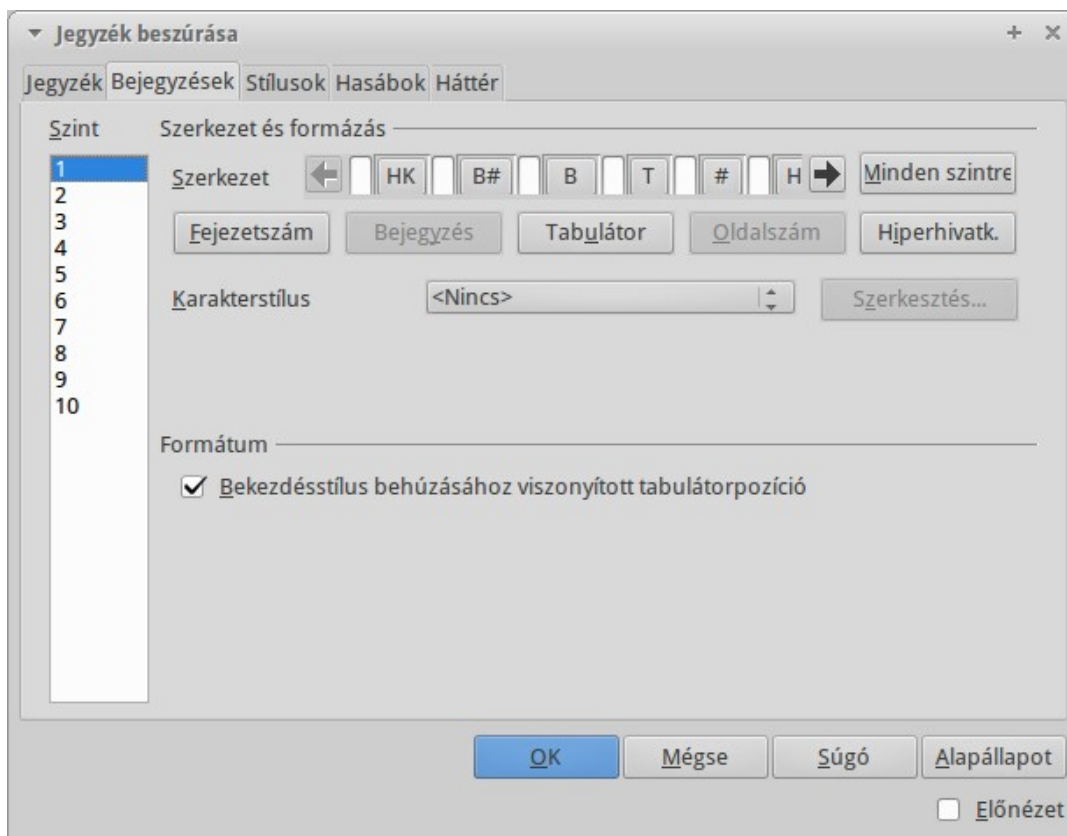 Jegyzék beszúrása
Jegyzék Bejegyzések Stílusok Hasábok Háttér
Szint
Szerkezet és formázás
1
2
3
4
5
6
7
8
9
10
Szerkezet HK B# B T # H Minden szintre
Fejezetszám Bejegyzés Tabulátor Oldalszám Hiperhivatk.
Karakterstílus <Nincs> Szerkesztés...
Formátum
Bekezdésstílus behúzásához viszonyított tabulátorpozíció
OK Mégse Súgó Alapállapot
Előnézet